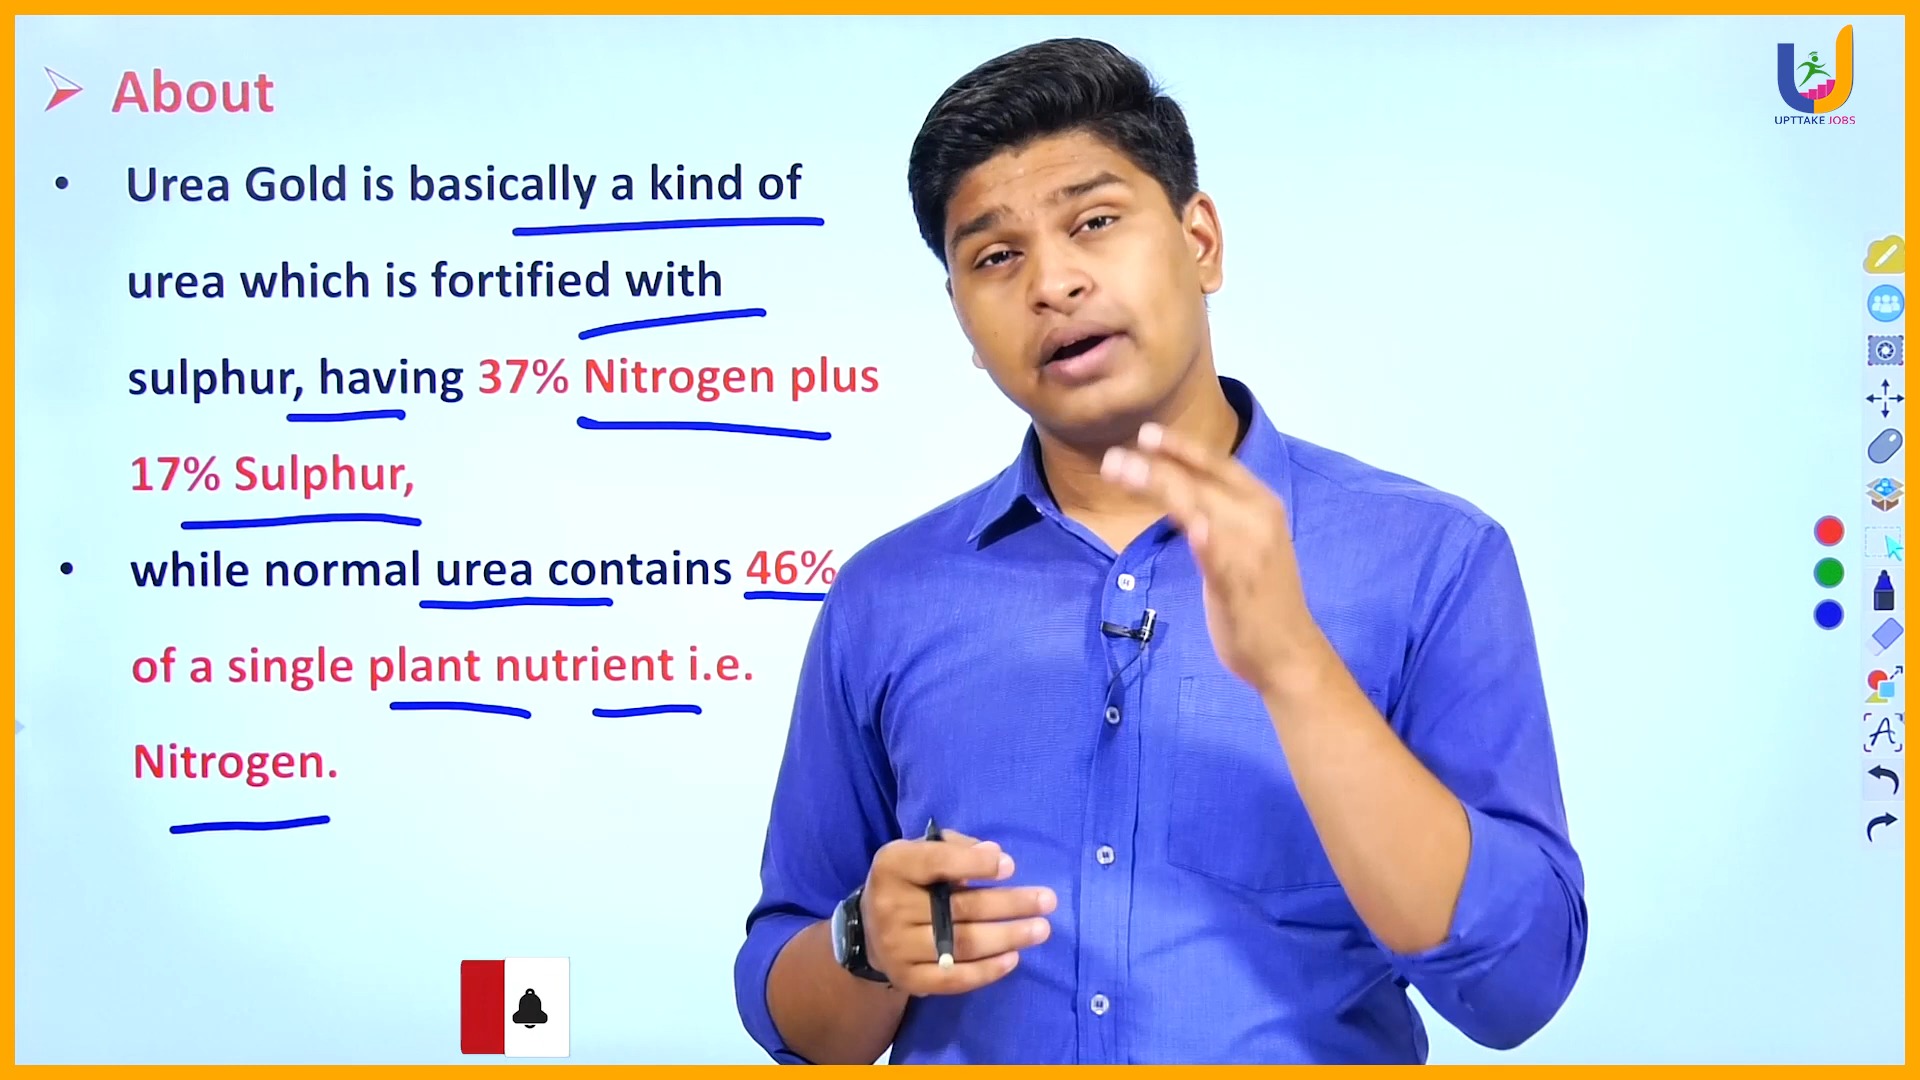 About
• Urea Gold is basically a kind of
urea which is fortified with
sulphur, having 37% Nitrogen plus
17% Sulphur,
• while normal urea contains 46%
of a single plant nutrient i.e.
Nitrogen.
UPTTAKE JOBS
A